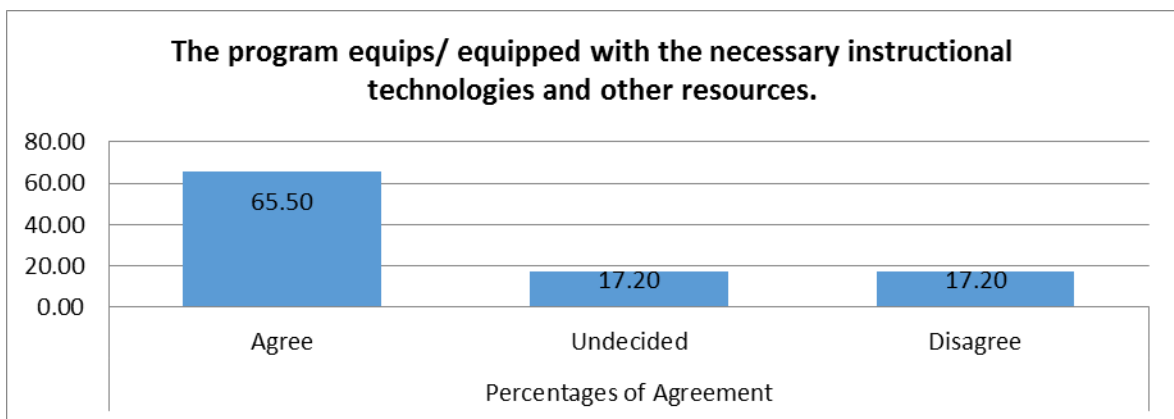 The program equips/ equipped with the necessary instructional
technologies and other resources.
80.00
60.00
40.00
20.00
0.00
65.50
17.20
17.20
Agree
Undecided
Disagree
Percentages of Agreement